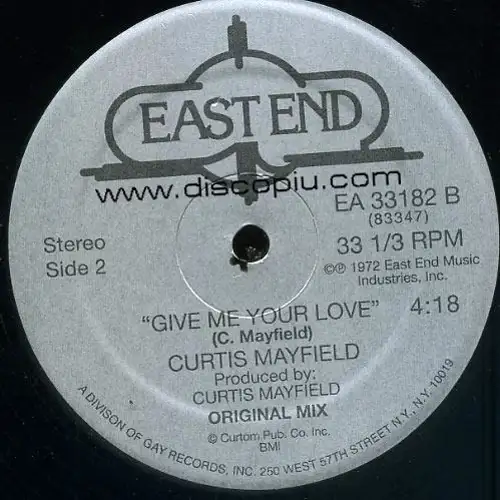 EAST END
www.discopiu.com
EA 33182 B
(83347)
Stereo
Side 2
33 1/3 RPM
©℗ 1972 East End Music
Industries, Inc.
"GIVE ME YOUR LOVE" 4:18
(C. Mayfield)
CURTIS MAYFIELD
Produced by:
CURTIS MAYFIELD
ORIGINAL MIX
© Curtom Pub. Co. Inc.
BMI
A DIVISON OF GAY RECORDS, INC. 250 WEST 57TH STREET N.Y., N.Y. 10019